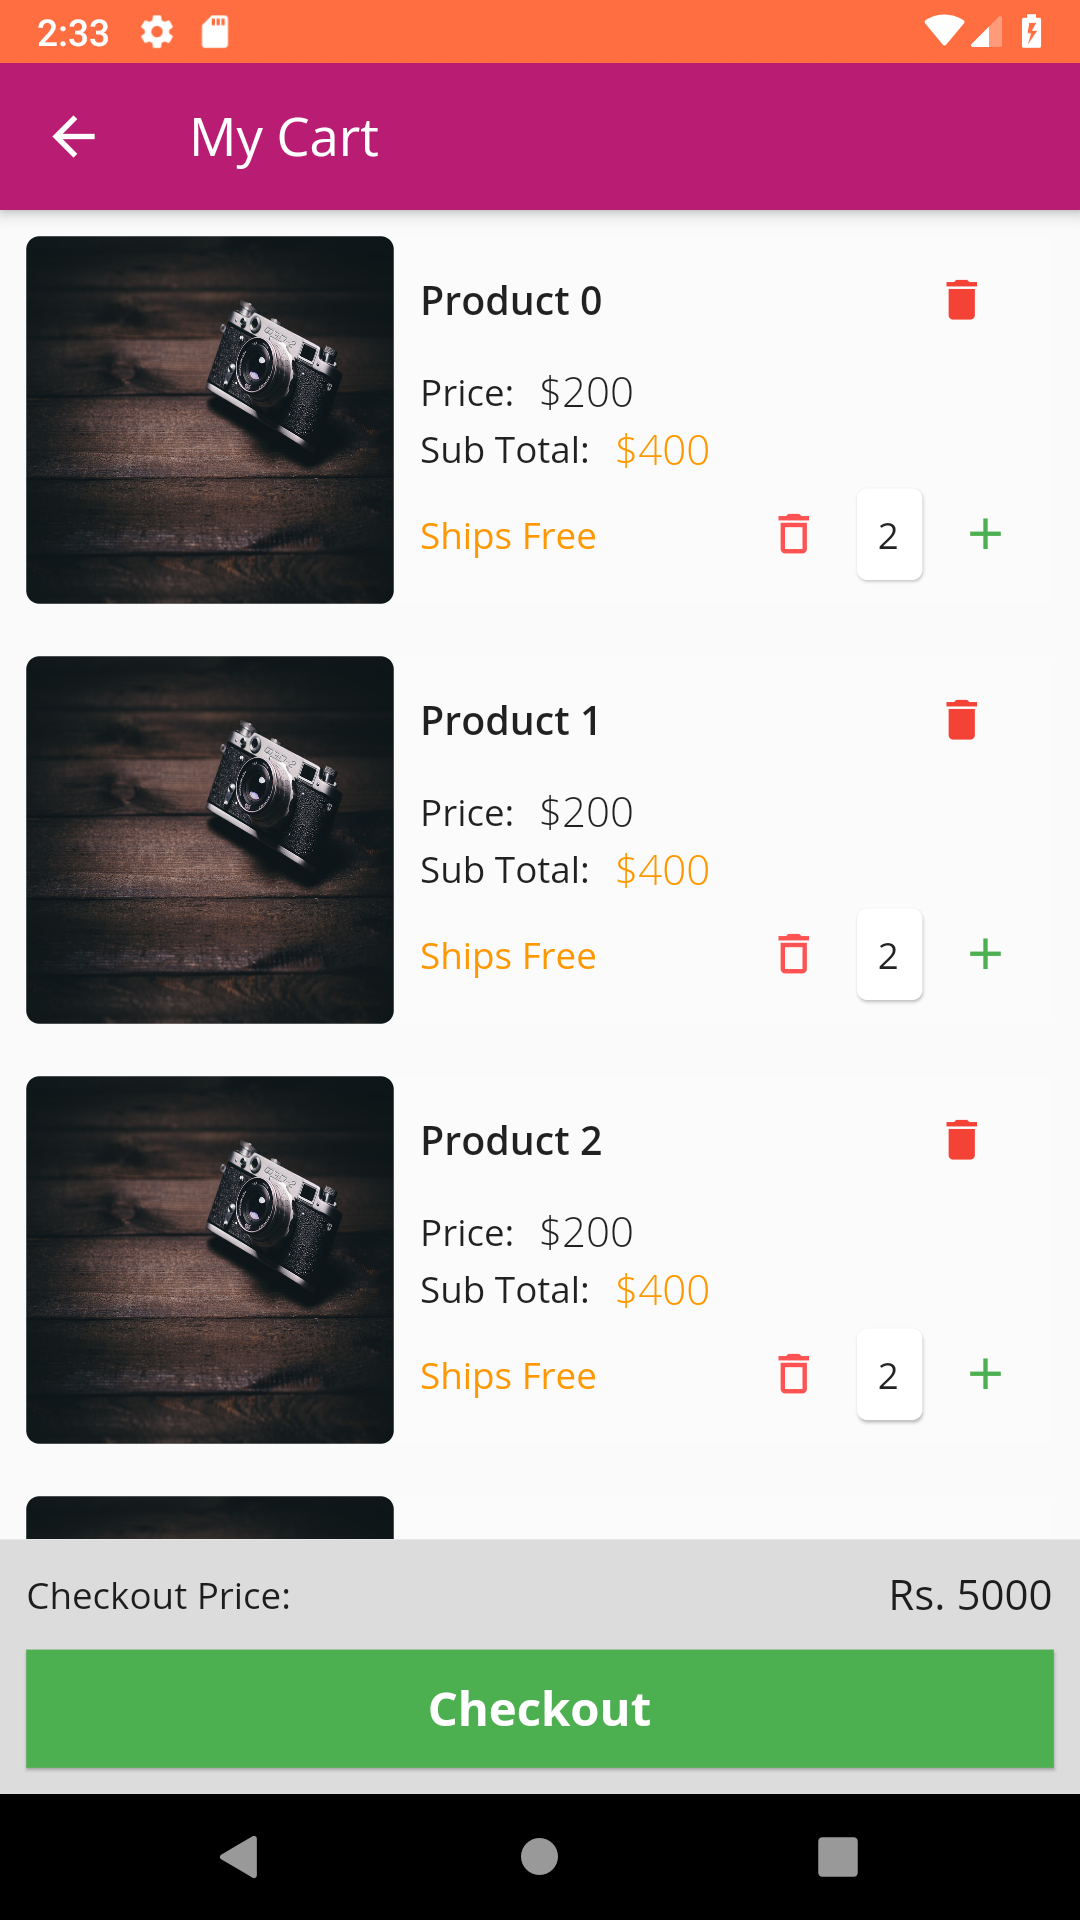 2:33
My Cart
Product 0
Price: $200
Sub Total: $400
Ships Free 2 +
Product 1
Price: $200
Sub Total: $400
Ships Free 2 +
Product 2
Price: $200
Sub Total: $400
Ships Free 2 +
Checkout Price: Rs. 5000
Checkout